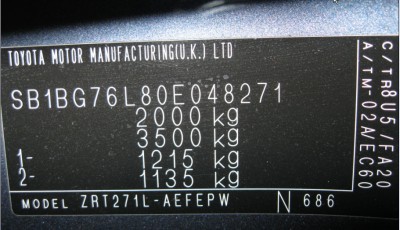 TOYOTA MOTOR MANUFACTURING(U.K.) LTD
SB1BG76L80E048271
2000 kg
3500 kg
1- 1215 kg
2- 1135 kg
MODEL ZRT271L-AEFEPW N 686
C/TR8U5/FA20
A/TM-02A/EC60